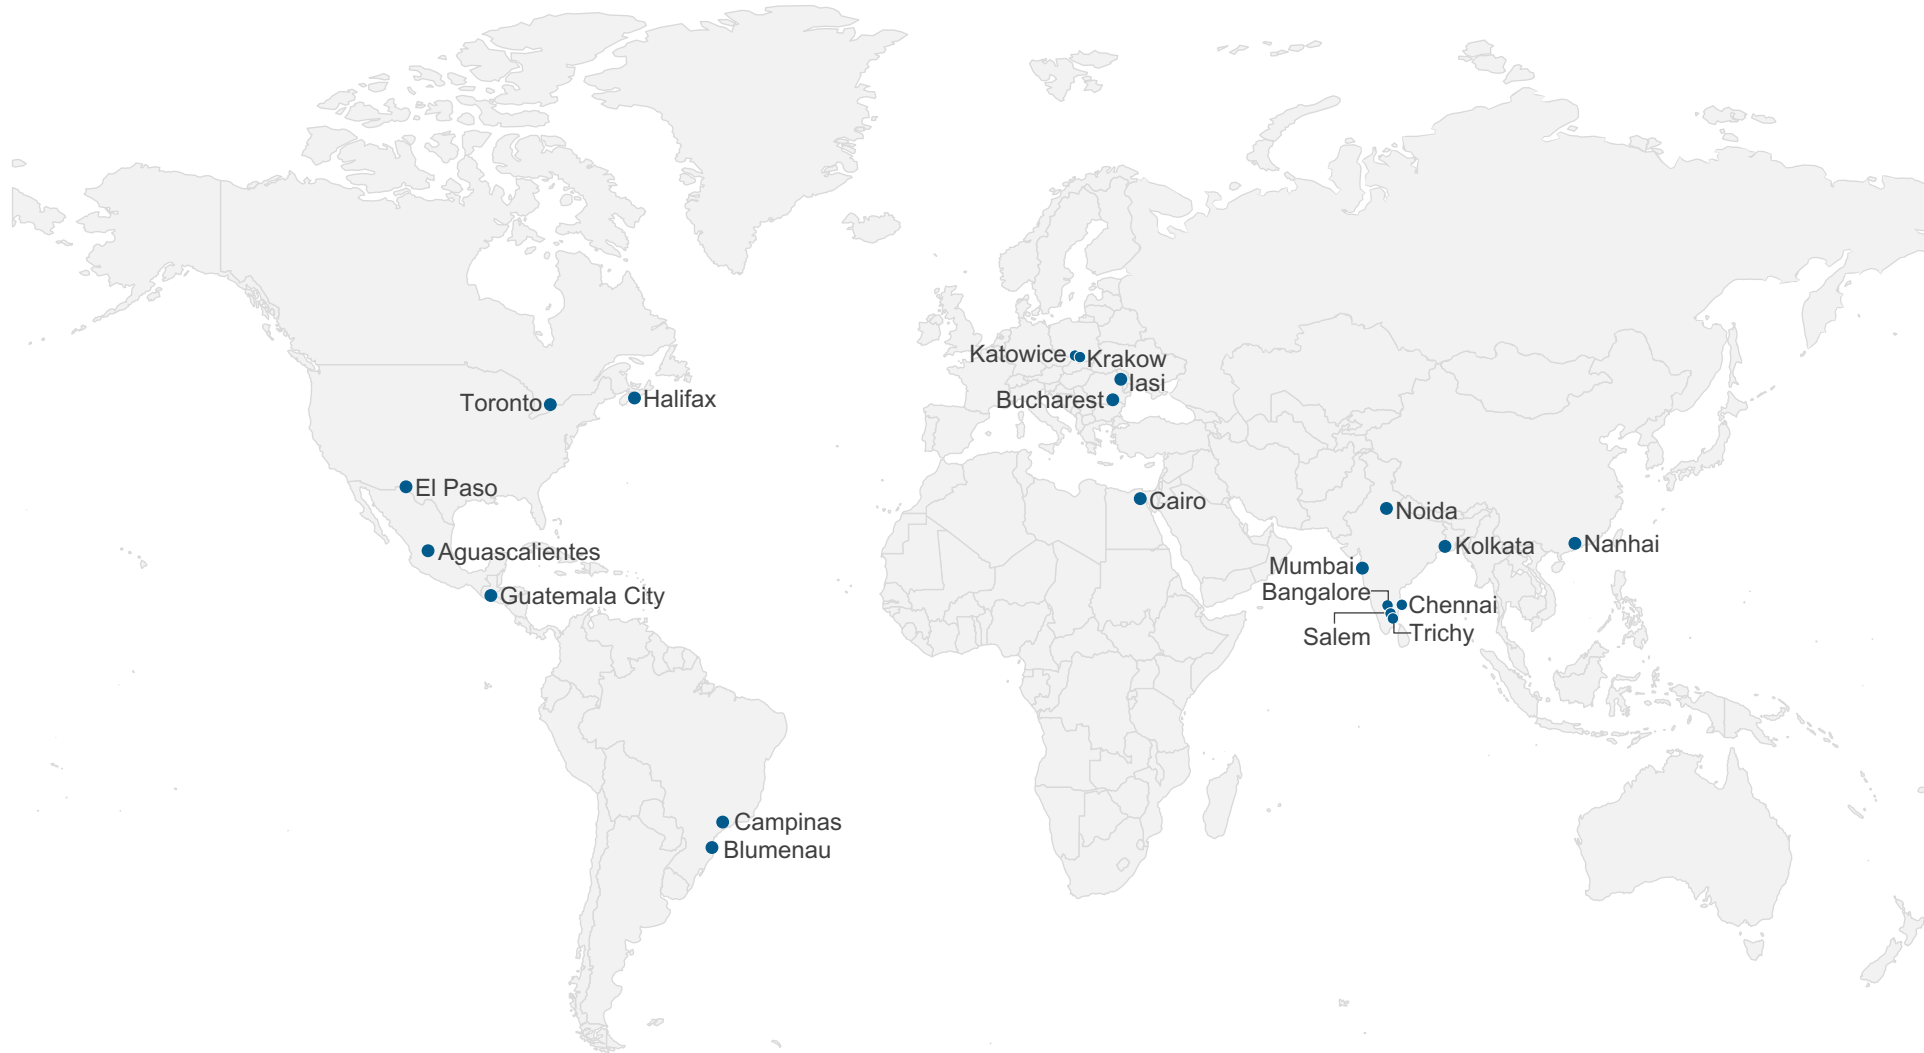 Katowice
Krakow
Iasi
Bucharest
Toronto
Halifax
El Paso
Cairo
Noida
Aguascalientes
Kolkata
Nanhai
Mumbai
Bangalore
Guatemala City
Chennai
Salem
Trichy
Campinas
Blumenau